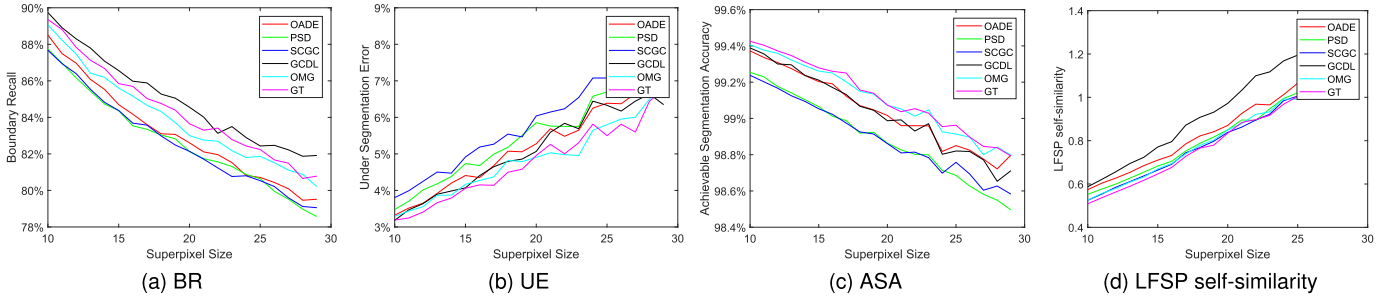 90%
88%
86%
84%
82%
80%
78%
Boundary Recall
10
15
20
25
30
Superpixel Size
OADE
PSD
SCGC
GCDL
OMG
GT
(a) BR
9%
8%
7%
6%
5%
4%
3%
Under Segmentation Error
10
15
20
25
30
Superpixel Size
OADE
PSD
SCGC
GCDL
OMG
GT
(b) UE
99.6%
99.4%
99.2%
99%
98.8%
98.6%
98.4%
Achievable Segmentation Accuracy
10
15
20
25
30
Superpixel Size
OADE
PSD
SCGC
GCDL
OMG
GT
(c) ASA
1.4
1.2
1
0.8
0.6
0.4
LFSP self-similarity
10
15
20
25
30
Superpixel Size
OADE
PSD
SCGC
GCDL
OMG
GT
(d) LFSP self-similarity